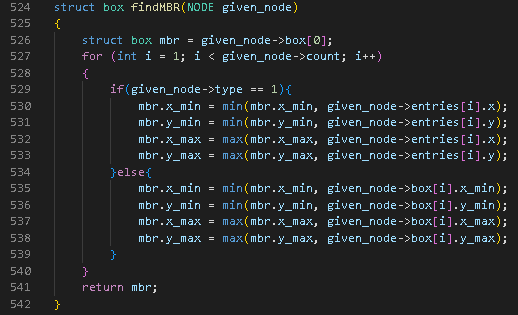 524 struct box findMBR(NODE given_node)
525 {
526     struct box mbr = given_node->box[0];
527     for (int i = 1; i < given_node->count; i++)
528     {
529         if(given_node->type == 1){
530             mbr.x_min = min(mbr.x_min, given_node->entries[i].x);
531             mbr.y_min = min(mbr.y_min, given_node->entries[i].y);
532             mbr.x_max = max(mbr.x_max, given_node->entries[i].x);
533             mbr.y_max = max(mbr.y_max, given_node->entries[i].y);
534         }else{
535             mbr.x_min = min(mbr.x_min, given_node->box[i].x_min);
536             mbr.y_min = min(mbr.y_min, given_node->box[i].y_min);
537             mbr.x_max = max(mbr.x_max, given_node->box[i].x_max);
538             mbr.y_max = max(mbr.y_max, given_node->box[i].y_max);
539         }
540     }
541     return mbr;
542 }